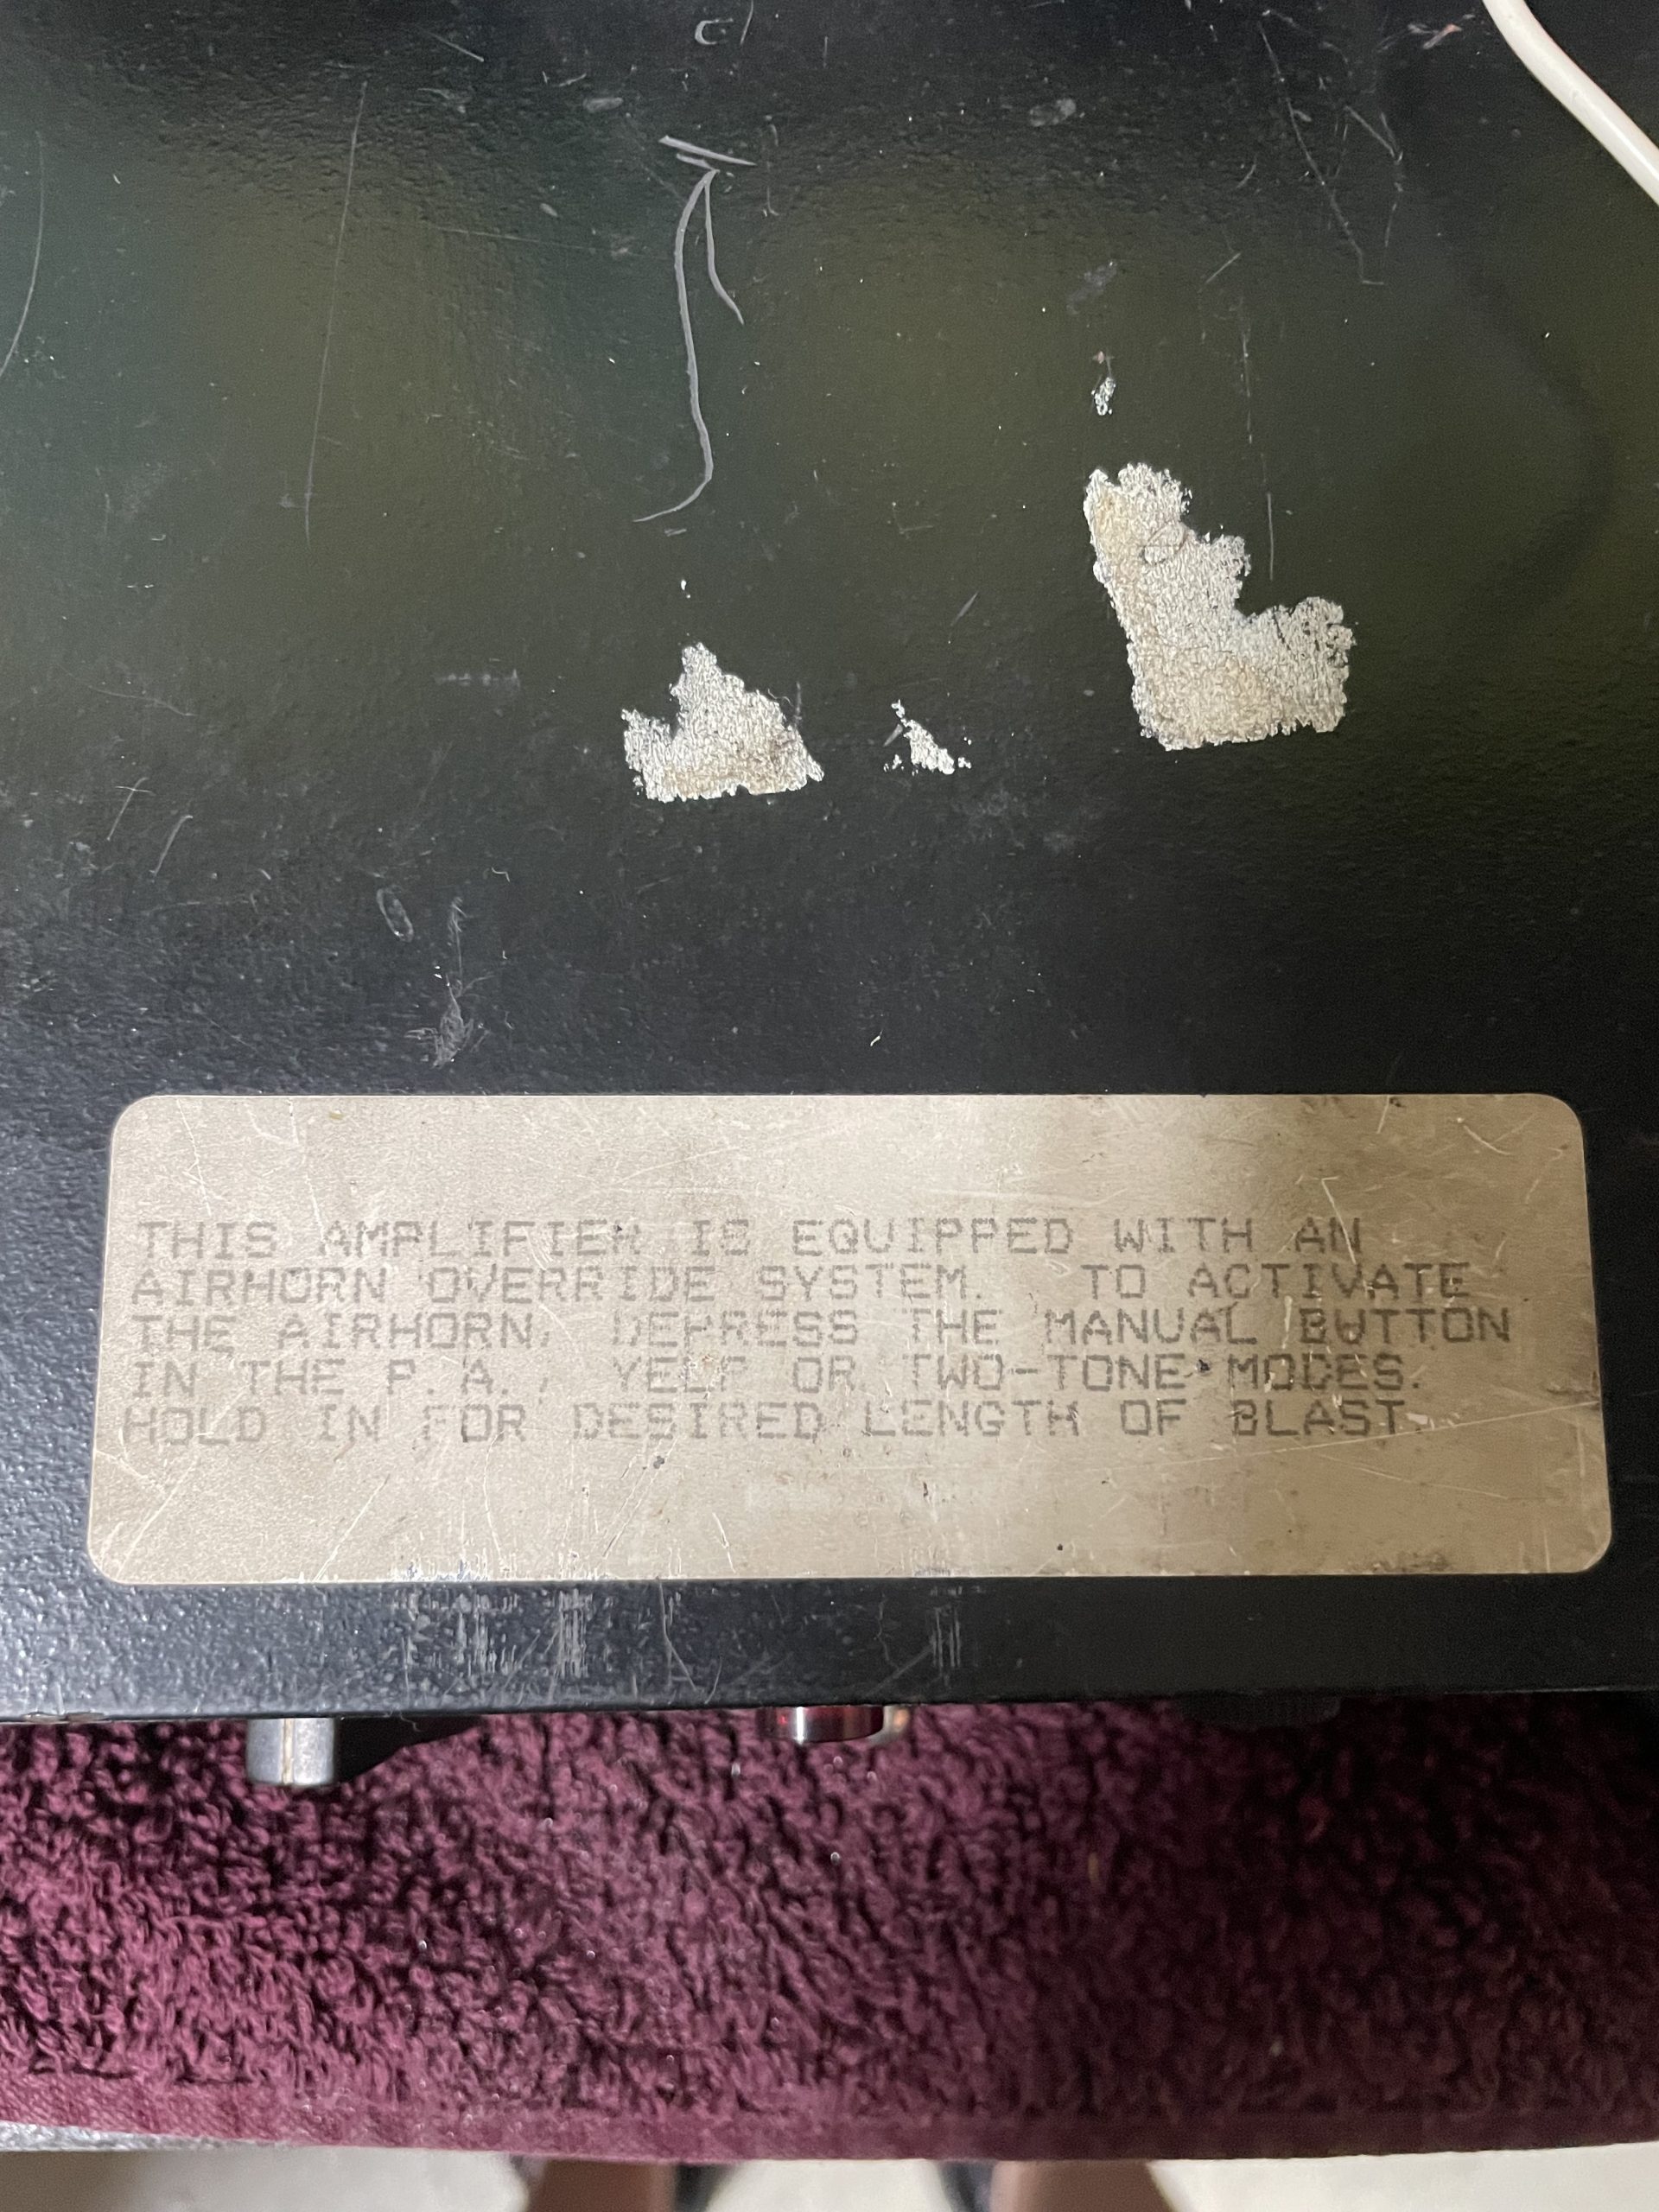 THIS AMPLIFIER IS EQUIPPED WITH AN
AIRHORN OVERRIDE SYSTEM. TO ACTIVATE
THE AIRHORN, DEPRESS THE MANUAL BUTTON
IN THE P.A., YELP OR TWO-TONE MODES.
HOLD IN FOR DESIRED LENGTH OF BLAST.